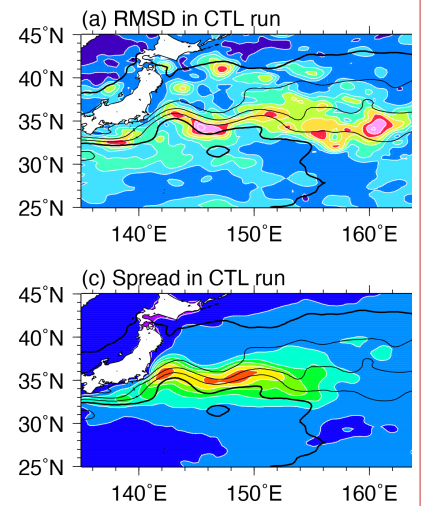 (a) RMSD in CTL run
45˚N
40˚N
35˚N
30˚N
25˚N
140˚E 150˚E 160˚E
(c) Spread in CTL run
45˚N
40˚N
35˚N
30˚N
25˚N
140˚E 150˚E 160˚E